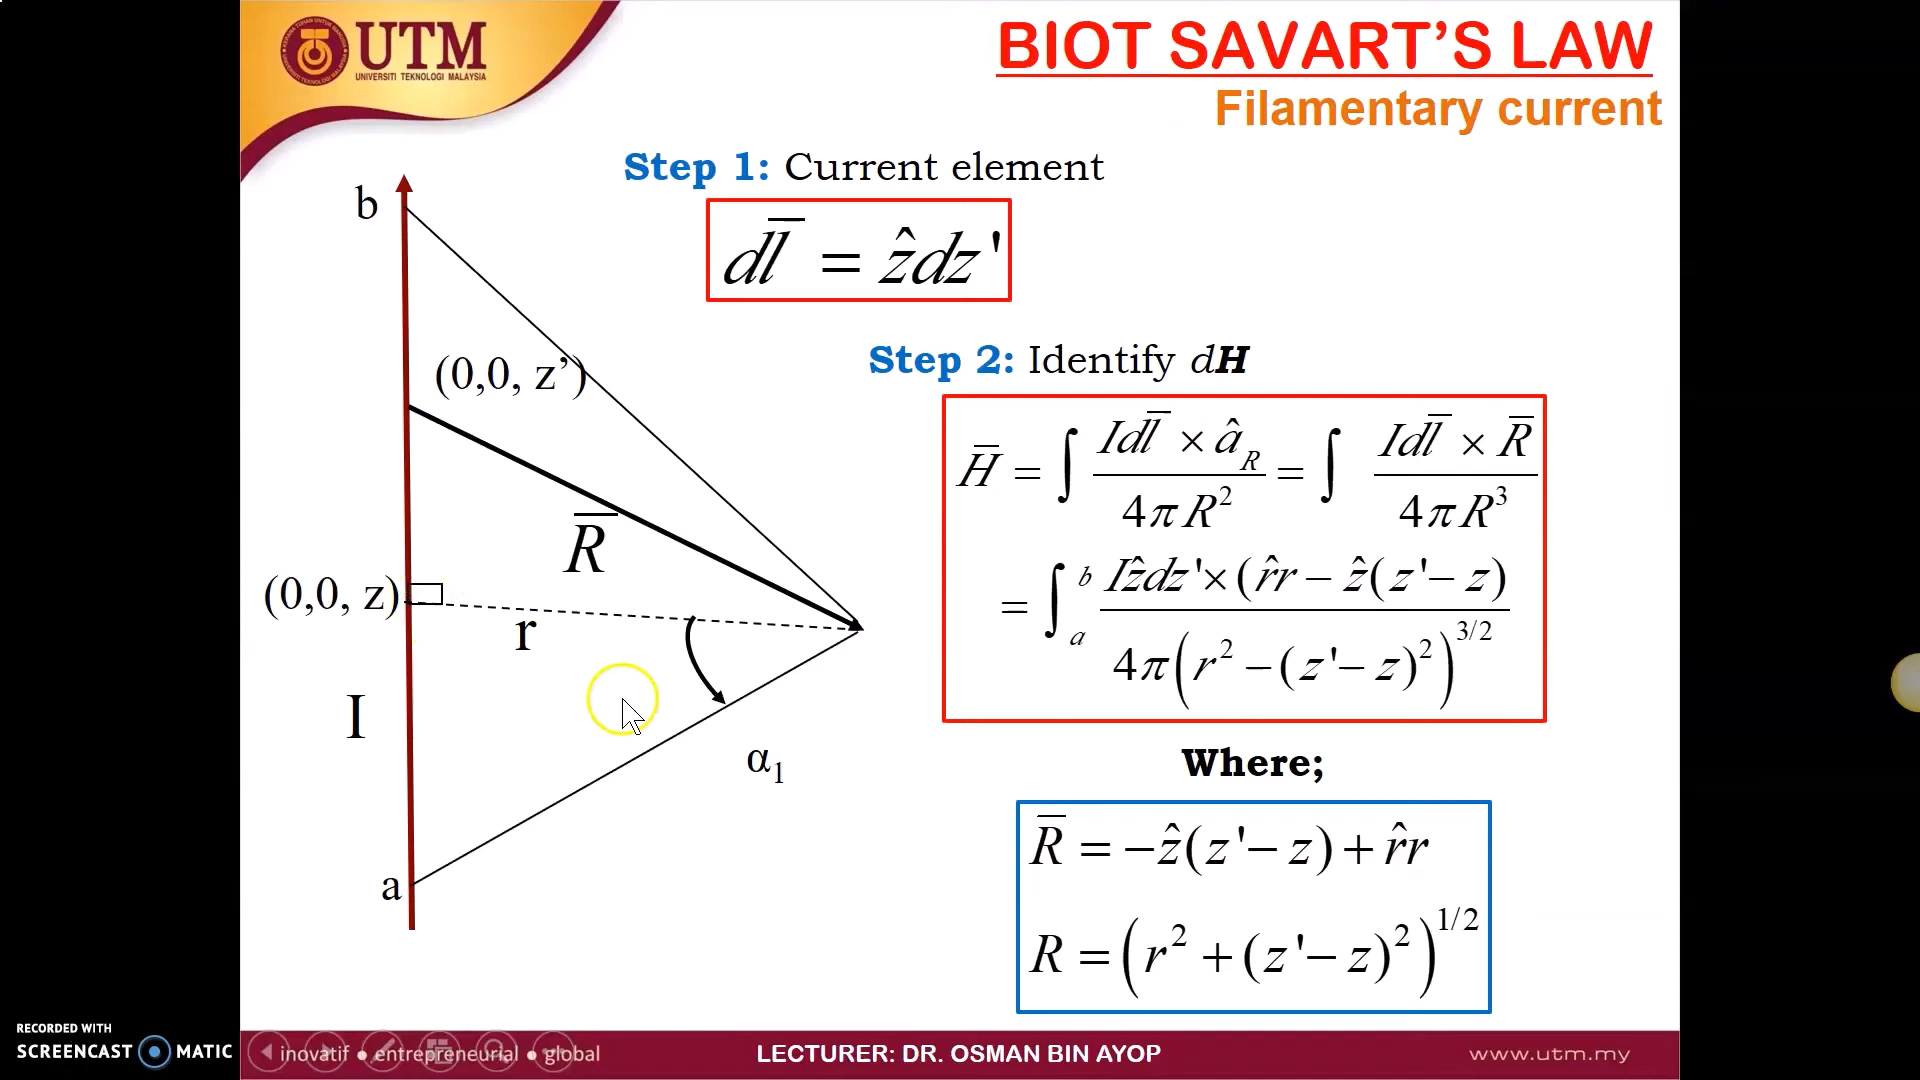 UTM
UNIVERSITI TEKNOLOGI MALAYSIA
BIOT SAVART’S LAW
Filamentary current
Step 1: Current element
dl̅ = ẑdz'
b
(0,0, z’)
R̅
(0,0, z)
r
I
α₁
a
Step 2: Identify dH
H̅ = ∫ Idl̅ × â_R / 4πR² = ∫ Idl̅ × R̅ / 4πR³
= ∫_a^b Iẑdz'×(r̂r − ẑ(z'− z) / 4π(r² − (z'− z)²)^3/2
Where;
R̅ = −ẑ(z'− z) + r̂r
R = (r² + (z'− z)²)^1/2
RECORDED WITH
SCREENCAST MATIC
inovatif ● entrepreneurial ● global
LECTURER: DR. OSMAN BIN AYOP
www.utm.my